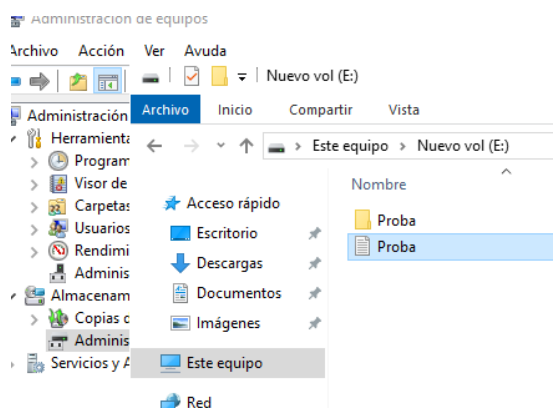 Administración de equipos
Archivo Acción Ver Ayuda
Nuevo vol (E:)
Archivo Inicio Compartir Vista
Este equipo > Nuevo vol (E:)
Administración
Herramienta
Program
Visor de
Carpetas
Usuarios
Rendimi
Adminis
Almacenam
Copias d
Adminis
Servicios y A
Acceso rápido
Escritorio
Descargas
Documentos
Imágenes
Este equipo
Red
Nombre
Proba
Proba